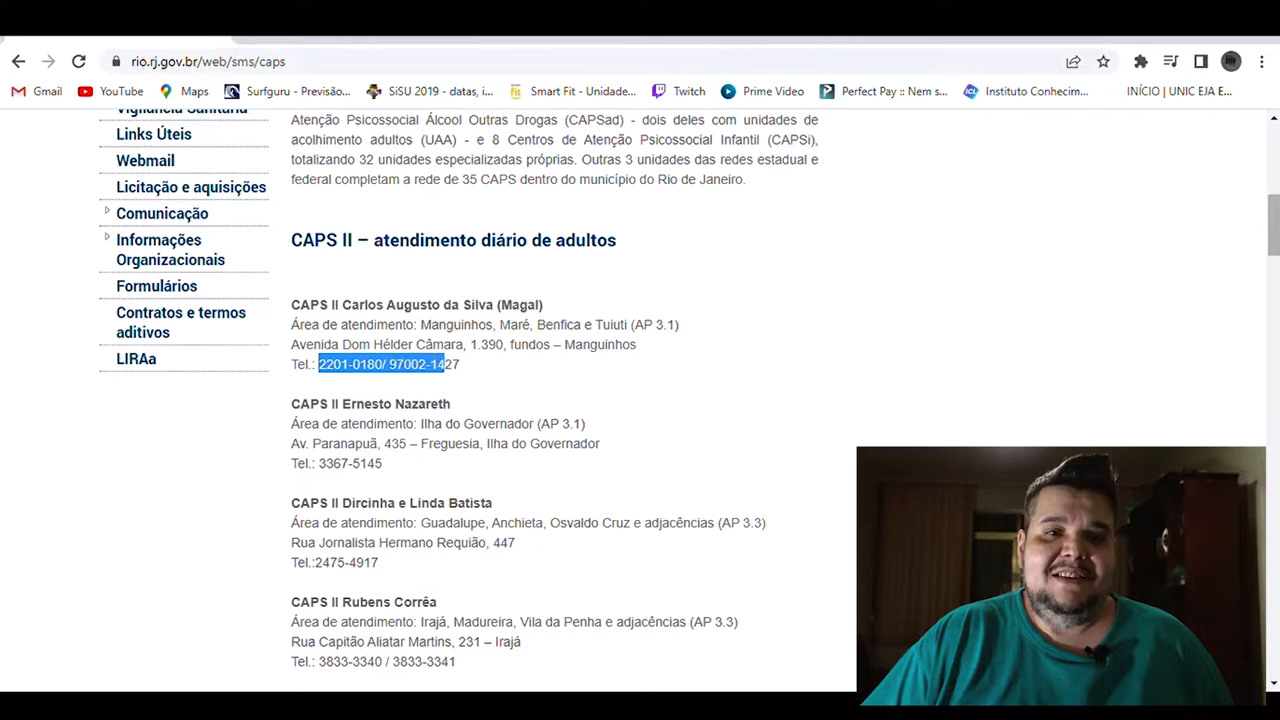 rio.rj.gov.br/web/sms/caps
Gmail YouTube Maps Surfguru - Previsão... SiSU 2019 - datas, i... Smart Fit - Unidade... Twitch Prime Video Perfect Pay :: Nem s... Instituto Conhecim... INÍCIO | UNIC EJA E...
Vigilância Sanitária
Links Úteis
Webmail
Licitação e aquisições
Comunicação
Informações
Organizacionais
Formulários
Contratos e termos
aditivos
LIRAa
Atenção Psicossocial Álcool Outras Drogas (CAPSad) - dois deles com unidades de
acolhimento adultos (UAA) - e 8 Centros de Atenção Psicossocial Infantil (CAPSi),
totalizando 32 unidades especializadas próprias. Outras 3 unidades das redes estadual e
federal completam a rede de 35 CAPS dentro do município do Rio de Janeiro.
CAPS II – atendimento diário de adultos
CAPS II Carlos Augusto da Silva (Magal)
Área de atendimento: Manguinhos, Maré, Benfica e Tuiuti (AP 3.1)
Avenida Dom Hélder Câmara, 1.390, fundos – Manguinhos
Tel.: 2201-0180/ 97002-1427
CAPS II Ernesto Nazareth
Área de atendimento: Ilha do Governador (AP 3.1)
Av. Paranapuã, 435 – Freguesia, Ilha do Governador
Tel.: 3367-5145
CAPS II Dircinha e Linda Batista
Área de atendimento: Guadalupe, Anchieta, Osvaldo Cruz e adjacências (AP 3.3)
Rua Jornalista Hermano Requião, 447
Tel.:2475-4917
CAPS II Rubens Corrêa
Área de atendimento: Irajá, Madureira, Vila da Penha e adjacências (AP 3.3)
Rua Capitão Aliatar Martins, 231 – Irajá
Tel.: 3833-3340 / 3833-3341